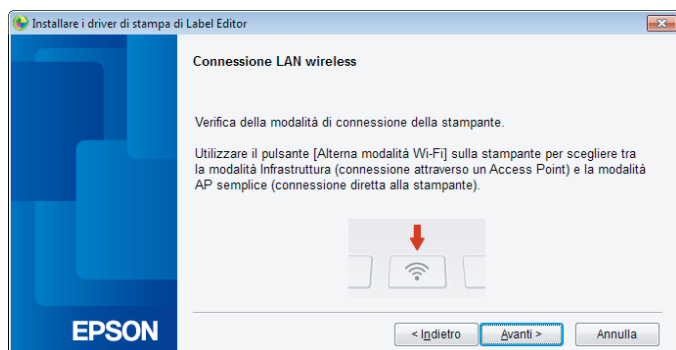 Installare i driver di stampa di Label Editor
Connessione LAN wireless
Verifica della modalità di connessione della stampante.
Utilizzare il pulsante [Alterna modalità Wi-Fi] sulla stampante per scegliere tra
la modalità Infrastruttura (connessione attraverso un Access Point) e la modalità
AP semplice (connessione diretta alla stampante).
EPSON
< Indietro
Avanti >
Annulla